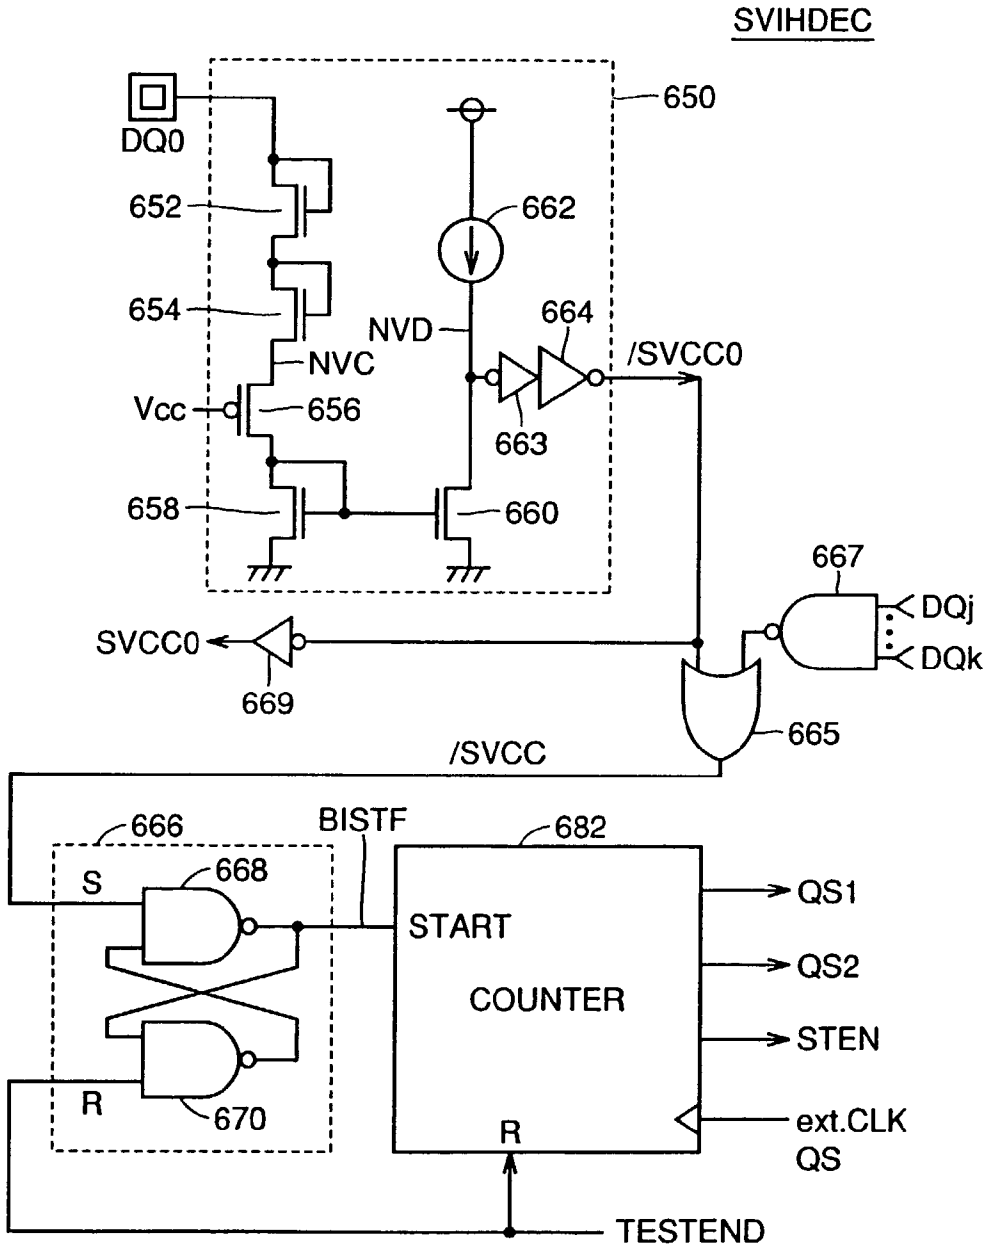 SVIHDEC
650
DQ0
652
662
654
664
NVD
/SVCC0
NVC
Vcc
656
663
658
660
667
DQj
SVCC0
DQk
669
665
/SVCC
BISTF
666
682
668
S
QS1
START
QS2
COUNTER
STEN
R
670
R
ext.CLK
QS
TESTEND